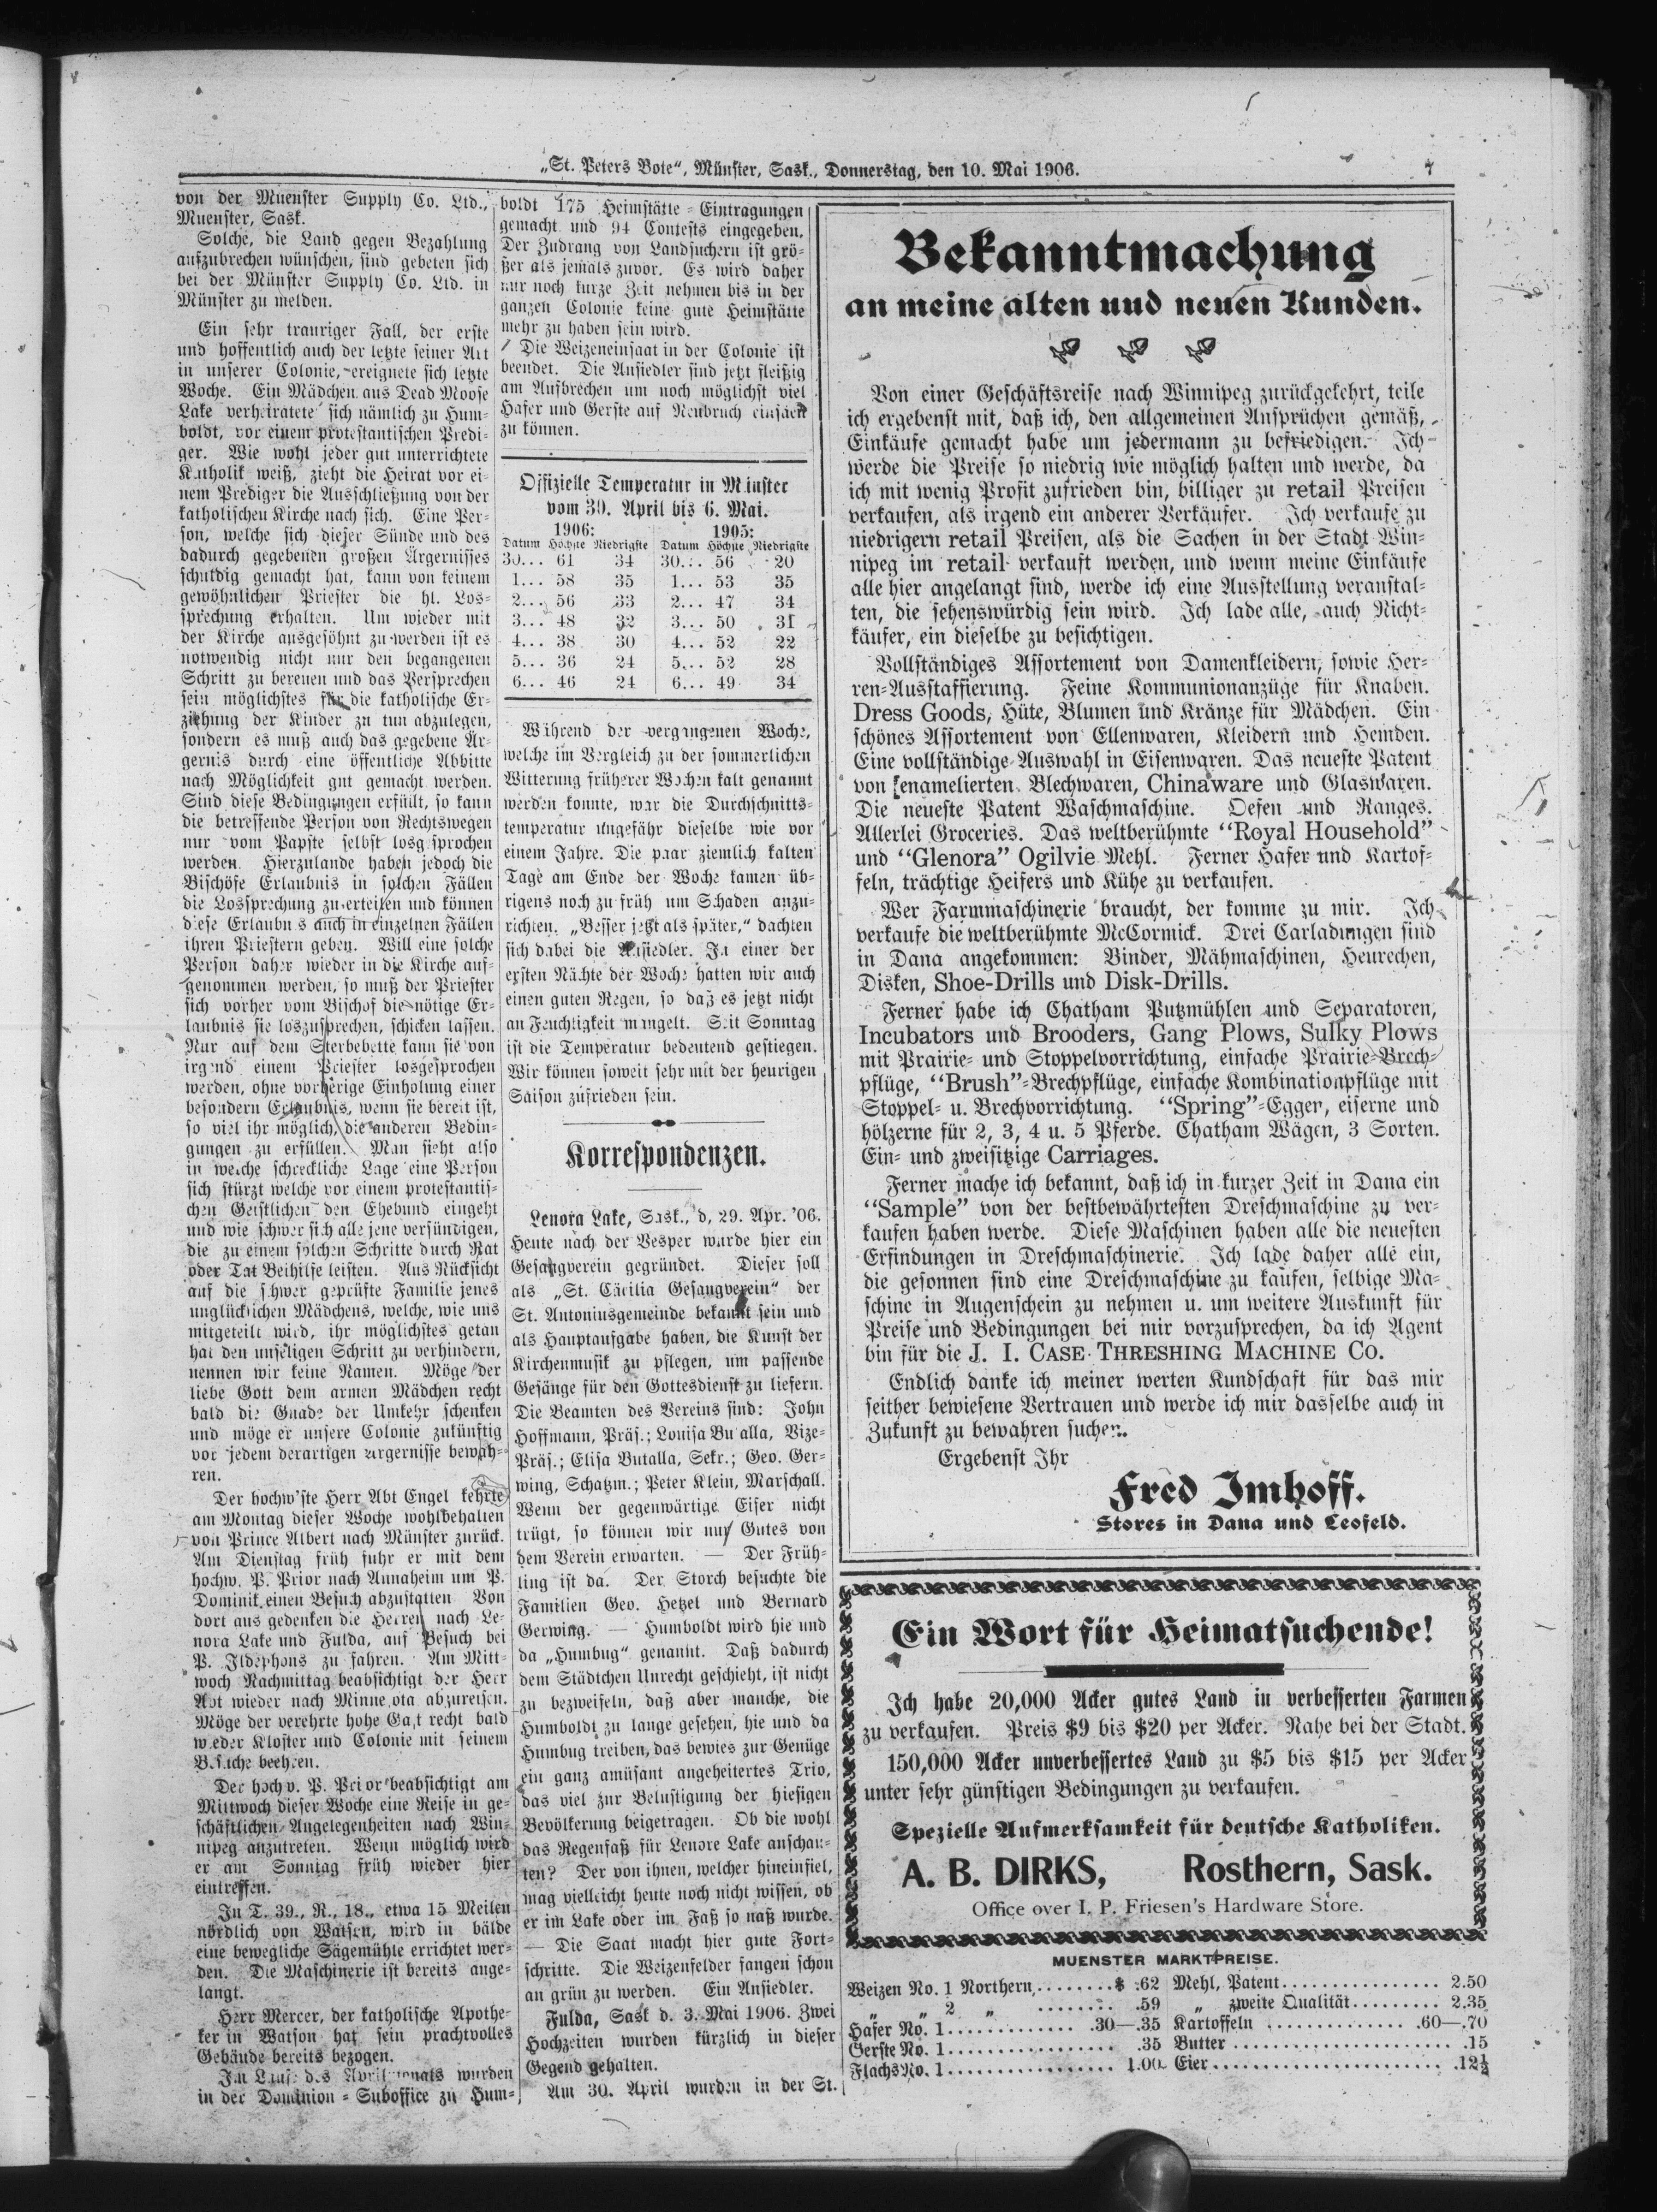 „St. Peters Bote“, Münster, Sask., Donnerstag, den 10. Mai 1906.
7
von der Muenster Supply Co. Ltd.,
Muenster, Sask.
Solche, die Land gegen Bezahlung
aufzubrechen wünschen, sind gebeten sich
bei der Münster Supply Co. Ltd. in
Münster zu melden.
Ein sehr trauriger Fall, der erste
und hoffentlich auch der letzte seiner Art
in unserer Colonie, ereignete sich letzte
Woche. Ein Mädchen aus Dead Moose
Lake verheiratete sich nämlich zu Hum-
boldt, vor einem protestantischen Predi-
ger. Wie wohl jeder gut unterrichtete
Katholik weiß, zieht die Heirat vor ei-
nem Prediger die Ausschließung von der
katholischen Kirche nach sich. Eine Per-
son, welche sich dieser Sünde und des
dadurch gegebenen großen Ärgernisses
schuldig gemacht hat, kann von keinem
gewöhnlichen Priester die hl. Los-
sprechung erhalten. Um wieder mit
der Kirche ausgesöhnt zu werden ist es
notwendig nicht nur den begangenen
Schritt zu bereuen und das Versprechen
sein möglichstes für die katholische Er-
ziehung der Kinder zu tun abzulegen,
sondern es muß auch das gegebene Är-
gernis durch eine öffentliche Abbitte
nach Möglichkeit gut gemacht werden.
Sind diese Bedingungen erfüllt, so kann
die betreffende Person von Rechtswegen
nur vom Papste selbst losgesprochen
werden. Hierzulande haben jedoch die
Bischöfe Erlaubnis in solchen Fällen
die Lossprechung zu erteilen und können
diese Erlaubnis auch in einzelnen Fällen
ihren Priestern geben. Will eine solche
Person daher wieder in die Kirche auf-
genommen werden, so muß der Priester
sich vorher vom Bischof die nötige Er-
laubnis sie loszusprechen, schicken lassen.
Nur auf dem Sterbebette kann sie von
irgend einem Priester losgesprochen
werden, ohne vorherige Einholung einer
besondern Erlaubnis, wenn sie bereit ist,
so viel ihr möglich, die anderen Bedin-
gungen zu erfüllen. Man sieht also
in welche schreckliche Lage eine Person
sich stürzt welche vor einem protestantis-
chen Geistlichen den Ehebund eingeht
und wie schwer sich alle jene versündigen,
die zu einem solchen Schritte durch Rat
oder Tat Beihilfe leisten. Aus Rücksicht
auf die schwer geprüfte Familie jenes
unglücklichen Mädchens, welche, wie uns
mitgeteilt wird, ihr möglichstes getan
hat den unseligen Schritt zu verhindern,
nennen wir keine Namen. Möge der
liebe Gott dem armen Mädchen recht
bald die Gnade der Umkehr schenken
und möge er unsere Colonie zukünftig
vor jedem derartigen Ärgernisse bewah-
ren.
Der hochw'ste Herr Abt Engel kehrte
am Montag dieser Woche wohlbehalten
von Prince Albert nach Münster zurück.
Am Dienstag früh fuhr er mit dem
hochw. P. Prior nach Annaheim um P.
Dominik einen Besuch abzustatten Von
dort aus gedenken die Herren nach Le-
nora Lake und Fulda, auf Besuch bei
P. Ildephons zu fahren. Am Mitt-
woch Nachmittag beabsichtigt der Herr
Abt wieder nach Minnesota abzureisen.
Möge der verehrte hohe Gast recht bald
wieder Kloster und Colonie mit seinem
Besuche beehren.
Der hochw. P. Prior beabsichtigt am
Mittwoch dieser Woche eine Reise in ge-
schäftlichen Angelegenheiten nach Win-
nipeg anzutreten. Wenn möglich wird
er am Sonntag früh wieder hier
eintreffen.
In T. 39., R., 18., etwa 15 Meilen
nördlich von Watson, wird in bälde
eine bewegliche Sägemühle errichtet wer-
den. Die Maschinerie ist bereits ange-
langt.
Herr Mercer, der katholische Apothe-
ker in Watson hat sein prachtvolles
Gebäude bereits bezogen.
Im Laufe des Aprilmonats wurden
in der Dominion-Suboffice zu Hum-
boldt 175 Heimstätte-Eintragungen
gemacht und 94 Contests eingegeben.
Der Zudrang von Landsuchern ist grö-
ßer als jemals zuvor. Es wird daher
nur noch kurze Zeit nehmen bis in der
ganzen Colonie keine gute Heimstätte
mehr zu haben sein wird.
Die Weizeneinsaat in der Colonie ist
beendet. Die Ansiedler sind jetzt fleißig
am Aufbrechen um noch möglichst viel
Hafer und Gerste auf Neubruch einsäen
zu können.
Offizielle Temperatur in Münster
vom 30. April bis 6. Mai.
1906: 1905:
Datum Höchste Niedrigste Datum Höchste Niedrigste
30... 61 34 30... 56 20
1... 58 35 1... 53 35
2... 56 33 2... 47 34
3... 48 32 3... 50 31
4... 38 30 4... 52 22
5... 36 24 5... 52 28
6... 46 24 6... 49 34
Während der vergangenen Woche,
welche im Vergleich zu der sommerlichen
Witterung früherer Wochen kalt genannt
werden konnte, war die Durchschnitts-
temperatur ungefähr dieselbe wie vor
einem Jahre. Die paar ziemlich kalten
Tage am Ende der Woche kamen üb-
rigens noch zu früh um Schaden anzu-
richten. „Besser jetzt als später,“ dachten
sich dabei die Ansiedler. In einer der
ersten Nächte der Woche hatten wir auch
einen guten Regen, so daß es jetzt nicht
an Feuchtigkeit mangelt. Seit Sonntag
ist die Temperatur bedeutend gestiegen.
Wir können soweit sehr mit der heurigen
Saison zufrieden sein.
Korrespondenzen.
Lenora Lake, Sask., d. 29. Apr. '06.
Heute nach der Vesper wurde hier ein
Gesangverein gegründet. Dieser soll
als „St. Cäcilia Gesangverein“ der
St. Antoniusgemeinde bekannt sein und
als Hauptaufgabe haben, die Kunst der
Kirchenmusik zu pflegen, um passende
Gesänge für den Gottesdienst zu liefern.
Die Beamten des Vereins sind: John
Hoffmann, Präs.; Louisa Butalla, Vize-
Präs.; Elisa Butalla, Sekr.; Geo. Ger-
wing, Schatzm.; Peter Klein, Marschall.
Wenn der gegenwärtige Eifer nicht
trügt, so können wir nur Gutes von
dem Verein erwarten. — Der Früh-
ling ist da. Der Storch besuchte die
Familien Geo. Hetzel und Bernard
Gerwing. — Humboldt wird hie und
da „Humbug“ genannt. Daß dadurch
dem Städtchen Unrecht geschieht, ist nicht
zu bezweifeln, daß aber manche, die
Humboldt zu lange gesehen, hie und da
Humbug treiben, das bewies zur Genüge
ein ganz amüsant angeheitertes Trio,
das viel zur Belustigung der hiesigen
Bevölkerung beigetragen. Ob die wohl
das Regenfaß für Lenore Lake anschau-
ten? Der von ihnen, welcher hineinfiel,
mag vielleicht heute noch nicht wissen, ob
er im Lake oder im Faß so naß wurde.
— Die Saat macht hier gute Fort-
schritte. Die Weizenfelder fangen schon
an grün zu werden. Ein Ansiedler.
Fulda, Sask d. 3. Mai 1906. Zwei
Hochzeiten wurden kürzlich in dieser
Gegend gehalten.
Am 30. April wurden in der St.
Bekanntmachung
an meine alten und neuen Kunden.
Von einer Geschäftsreise nach Winnipeg zurückgekehrt, teile
ich ergebenst mit, daß ich, den allgemeinen Ansprüchen gemäß,
Einkäufe gemacht habe um jedermann zu befriedigen. Ich
werde die Preise so niedrig wie möglich halten und werde, da
ich mit wenig Profit zufrieden bin, billiger zu retail Preisen
verkaufen, als irgend ein anderer Verkäufer. Ich verkaufe zu
niedrigern retail Preisen, als die Sachen in der Stadt Win-
nipeg im retail verkauft werden, und wenn meine Einkäufe
alle hier angelangt sind, werde ich eine Ausstellung veranstal-
ten, die sehenswürdig sein wird. Ich lade alle, auch Nicht-
käufer, ein dieselbe zu besichtigen.
Vollständiges Assortement von Damenkleidern, sowie Her-
ren-Ausstaffierung. Feine Kommunionanzüge für Knaben.
Dress Goods, Hüte, Blumen und Kränze für Mädchen. Ein
schönes Assortement von Ellenwaren, Kleidern und Hemden.
Eine vollständige Auswahl in Eisenwaren. Das neueste Patent
von enamelierten Blechwaren, Chinaware und Glaswaren.
Die neueste Patent Waschmaschine. Oefen und Ranges.
Allerlei Groceries. Das weltberühmte “Royal Household”
und “Glenora” Ogilvie Mehl. Ferner Hafer und Kartof-
feln, trächtige Heifers und Kühe zu verkaufen.
Wer Farmmaschinerie braucht, der komme zu mir. Ich
verkaufe die weltberühmte McCormick. Drei Carladungen sind
in Dana angekommen: Binder, Mähmaschinen, Heurechen,
Disken, Shoe-Drills und Disk-Drills.
Ferner habe ich Chatham Putzmühlen und Separatoren,
Incubators und Brooders, Gang Plows, Sulky Plows
mit Prairie- und Stoppelvorrichtung, einfache Prairie-Brech-
pflüge, “Brush”-Brechpflüge, einfache Kombinationpflüge mit
Stoppel- u. Brechvorrichtung. “Spring”-Eggen, eiserne und
hölzerne für 2, 3, 4 u. 5 Pferde. Chatham Wägen, 3 Sorten.
Ein- und zweisitzige Carriages.
Ferner mache ich bekannt, daß ich in kurzer Zeit in Dana ein
“Sample” von der bestbewährtesten Dreschmaschine zu ver-
kaufen haben werde. Diese Maschinen haben alle die neuesten
Erfindungen in Dreschmaschinerie. Ich lade daher alle ein,
die gesonnen sind eine Dreschmaschine zu kaufen, selbige Ma-
schine in Augenschein zu nehmen u. um weitere Auskunft für
Preise und Bedingungen bei mir vorzusprechen, da ich Agent
bin für die J. I. CASE THRESHING MACHINE CO.
Endlich danke ich meiner werten Kundschaft für das mir
seither bewiesene Vertrauen und werde ich mir dasselbe auch in
Zukunft zu bewahren suchen.
Ergebenst Ihr
Fred Imhoff.
Stores in Dana und Leofeld.
Ein Wort für Heimatsuchende!
Ich habe 20,000 Acker gutes Land in verbesserten Farmen
zu verkaufen. Preis $9 bis $20 per Acker. Nahe bei der Stadt.
150,000 Acker unverbessertes Land zu $5 bis $15 per Acker
unter sehr günstigen Bedingungen zu verkaufen.
Spezielle Aufmerksamkeit für deutsche Katholiken.
A. B. DIRKS, Rosthern, Sask.
Office over I. P. Friesen's Hardware Store.
MUENSTER MARKTPREISE.
Weizen No. 1 Northern........$ .62
„ „ 2 „ ........ .59
Hafer No. 1............. .30—.35
Gerste No. 1................. .35
Flachs No. 1................. 1.00
Mehl, Patent................ 2.50
„ zweite Qualität......... 2.35
Kartoffeln ............. .60—.70
Butter ...................... .15
Eier ........................ .12½